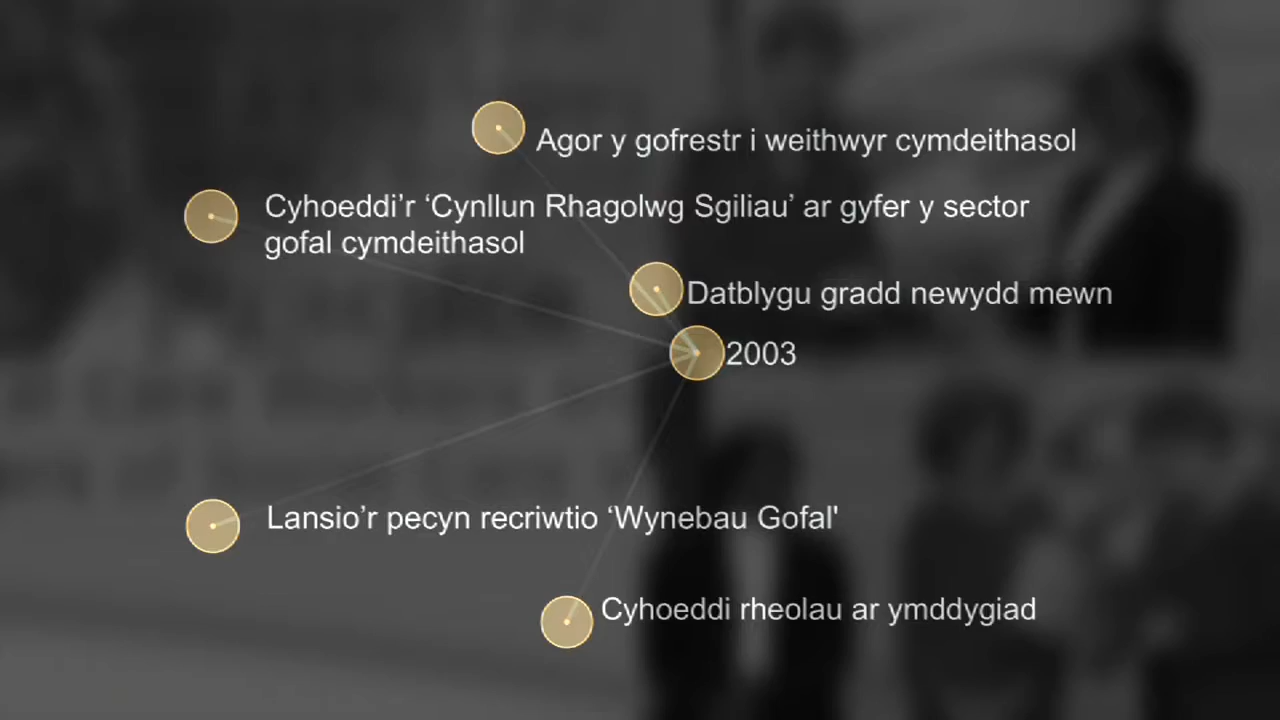 Agor y gofrestr i weithwyr cymdeithasol
Cyhoeddi’r ‘Cynllun Rhagolwg Sgiliau’ ar gyfer y sector
gofal cymdeithasol
Datblygu gradd newydd mewn
2003
Lansio’r pecyn recriwtio ‘Wynebau Gofal'
Cyhoeddi rheolau ar ymddygiad